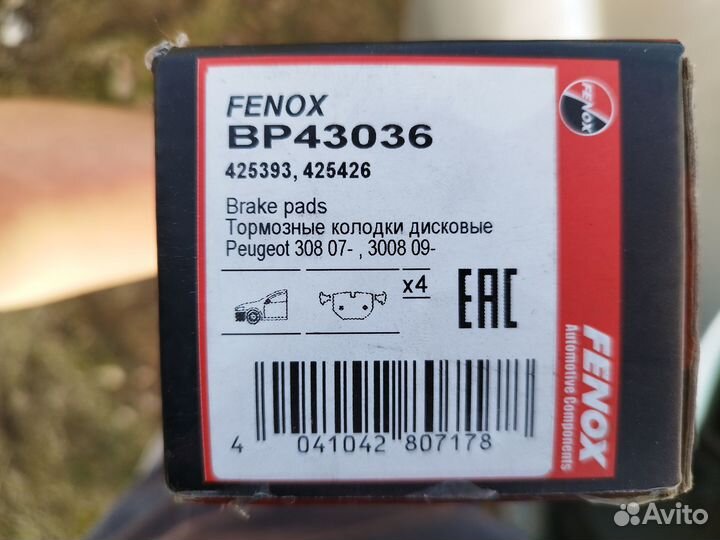 FENOX
BP43036
425393, 425426
Brake pads
Тормозные колодки дисковые
Peugeot 308 07- , 3008 09-
x4
EAC
4 041042 807178
FENOX
FENOX
Automotive Components
Avito